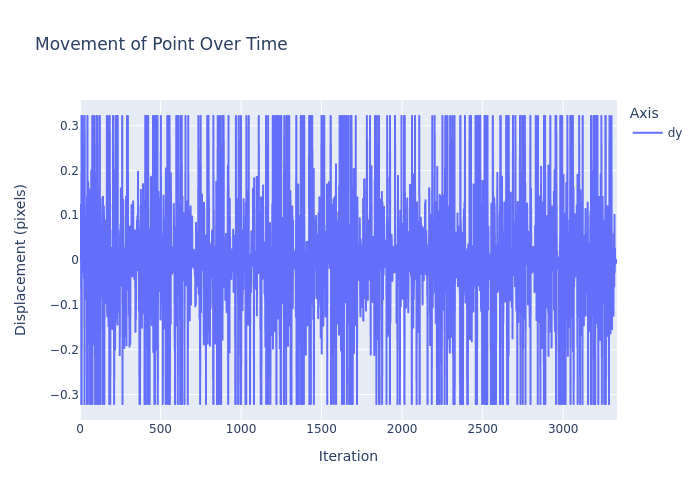 Movement of Point Over Time
Axis
dy
Displacement (pixels)
0.3
0.2
0.1
0
−0.1
−0.2
−0.3
0 500 1000 1500 2000 2500 3000
Iteration